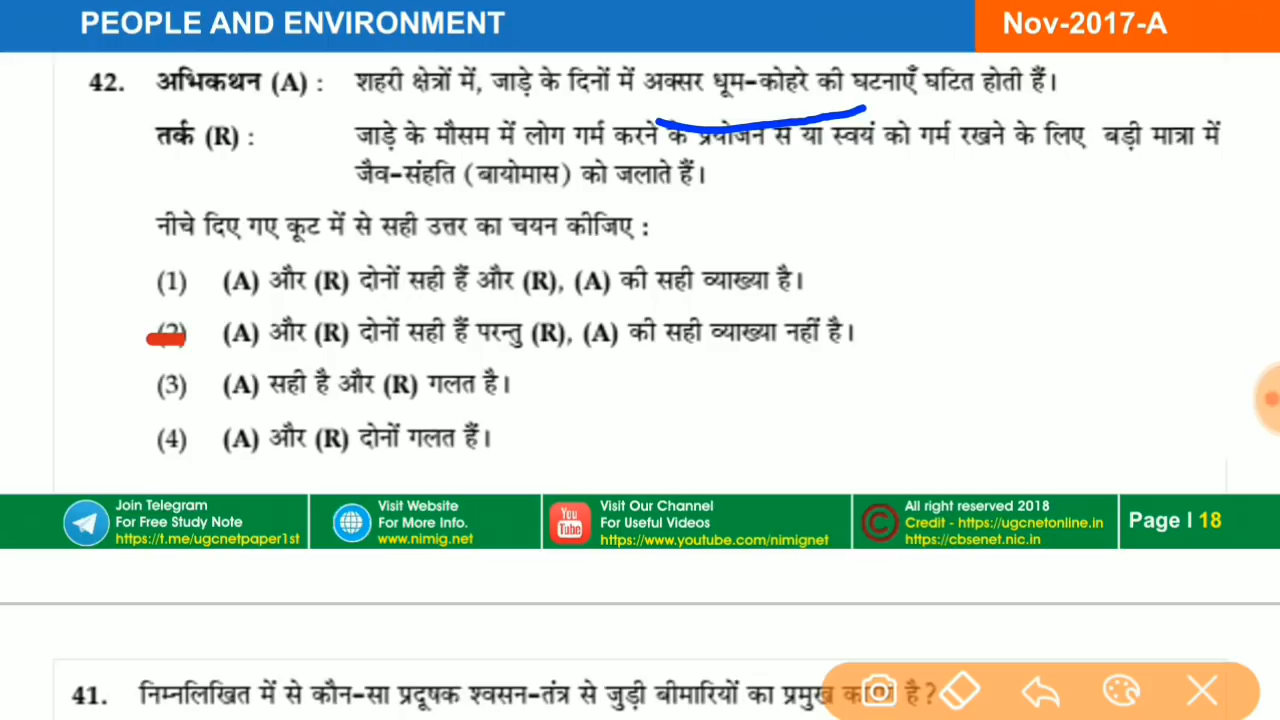 PEOPLE AND ENVIRONMENT
Nov-2017-A
42. अभिकथन (A) : शहरी क्षेत्रों में, जाड़े के दिनों में अक्सर धूम-कोहरे की घटनाएँ घटित होती हैं।
तर्क (R) : जाड़े के मौसम में लोग गर्म करने के प्रयोजन से या स्वयं को गर्म रखने के लिए बड़ी मात्रा में
जैव-संहति (बायोमास) को जलाते हैं।
नीचे दिए गए कूट में से सही उत्तर का चयन कीजिए :
(1) (A) और (R) दोनों सही हैं और (R), (A) की सही व्याख्या है।
(2) (A) और (R) दोनों सही हैं परन्तु (R), (A) की सही व्याख्या नहीं है।
(3) (A) सही है और (R) गलत है।
(4) (A) और (R) दोनों गलत हैं।
Join Telegram
For Free Study Note
https://t.me/ugcnetpaper1st
Visit Website
For More Info.
www.nimig.net
You
Tube
Visit Our Channel
For Useful Videos
https://www.youtube.com/nimignet
C
All right reserved 2018
Credit - https://ugcnetonline.in
https://cbsenet.nic.in
Page | 18
41. निम्नलिखित में से कौन-सा प्रदूषक श्वसन-तंत्र से जुड़ी बीमारियों का प्रमुख है?